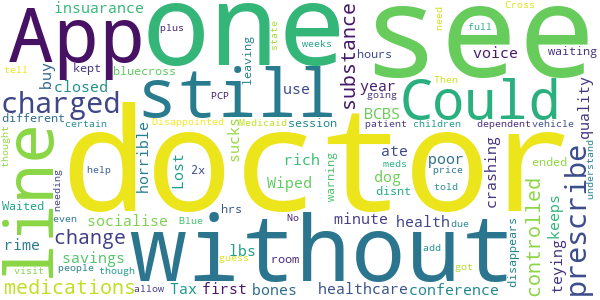 insuarance
plus
App
one
see
Cross
need
full
state
weeks
leaving
tell
kept
buy
bluecross
closed
PCP
hours
voice
waiting
substance
year
going
still
use
charged
Could
BCBS
different
certain
Disappointed
Medicaid
session
patient
children
dependent
vehicle
quality
thought
line
doctor
horrible
Lost
sucks
2x
help
rich
Wiped
warning
ate
dog
disnt
meds
poor
price
told
crashing
ended
prescribe
understand
needing
Waited
hrs
even
socialise
Blue
rime
change
people
though
savings
visit
medications
without
lbs
guess
room
No
minute
health
due
add
got
allow
Tax
first
bones
healthcare
conference
disappears
controlled
teying
keeps